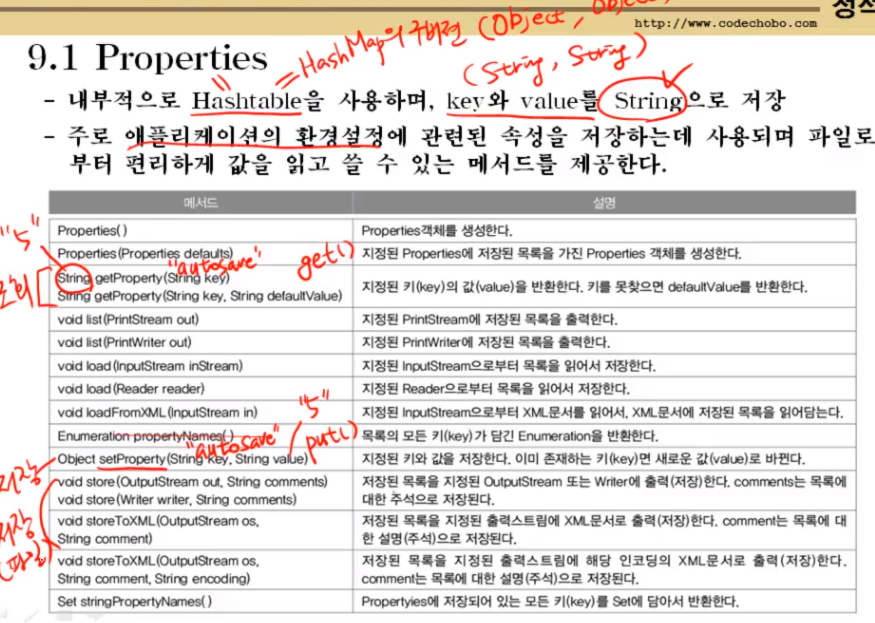 정석
http://www.codechobo.com
= HashMap의 구버젼 (Object, Object)
(String, String)
9.1 Properties
- 내부적으로 Hashtable을 사용하며, key와 value를 String으로 저장
- 주로 애플리케이션의 환경설정에 관련된 속성을 저장하는데 사용되며 파일로
부터 편리하게 값을 읽고 쓸 수 있는 메서드를 제공한다.
메서드 설명
Properties( ) Properties객체를 생성한다.
"5"
Properties(Properties defaults) 지정된 Properties에 저장된 목록을 가진 Properties 객체를 생성한다.
"autosave" get()
String getProperty(String key)
String getProperty(String key, String defaultValue) 지정된 키(key)의 값(value)을 반환한다. 키를 못찾으면 defaultValue를 반환한다.
void list(PrintStream out) 지정된 PrintStream에 저장된 목록을 출력한다.
void list(PrintWriter out) 지정된 PrintWriter에 저장된 목록을 출력한다.
void load(InputStream inStream) 지정된 InputStream으로부터 목록을 읽어서 저장한다.
void load(Reader reader) 지정된 Reader으로부터 목록을 읽어서 저장한다.
void loadFromXML(InputStream in) 지정된 InputStream으로부터 XML문서를 읽어서, XML문서에 저장된 목록을 읽어담는다.
"5"
Enumeration propertyNames( ) 목록의 모든 키(key)가 담긴 Enumeration을 반환한다.
"autosave" put()
Object setProperty(String key, String value) 지정된 키와 값을 저장한다. 이미 존재하는 키(key)면 새로운 값(value)로 바뀐다.
저장
void store(OutputStream out, String comments) 저장된 목록을 지정된 OutputStream 또는 Writer에 출력(저장)한다. comments는 목록에
void store(Writer writer, String comments) 대한 주석으로 저장된다.
저장
(파일)
void storeToXML(OutputStream os, 저장된 목록을 지정된 출력스트림에 XML문서로 출력(저장)한다. comment는 목록에 대
String comment) 한 설명(주석)으로 저장된다.
void storeToXML(OutputStream os, 저장된 목록을 지정된 출력스트림에 해당 인코딩의 XML문서로 출력(저장)한다.
String comment, String encoding) comment는 목록에 대한 설명(주석)으로 저장된다.
Set stringPropertyNames( ) Propertyies에 저장되어 있는 모든 키(key)를 Set에 담아서 반환한다.